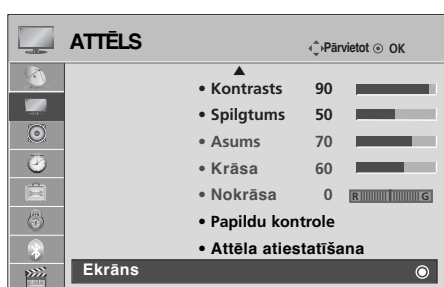 ATTĒLS Pārvietot OK
• Kontrasts 90
• Spilgtums 50
• Asums 70
• Krāsa 60
• Nokrāsa 0 R G
• Papildu kontrole
• Attēla atiestatīšana
Ekrāns